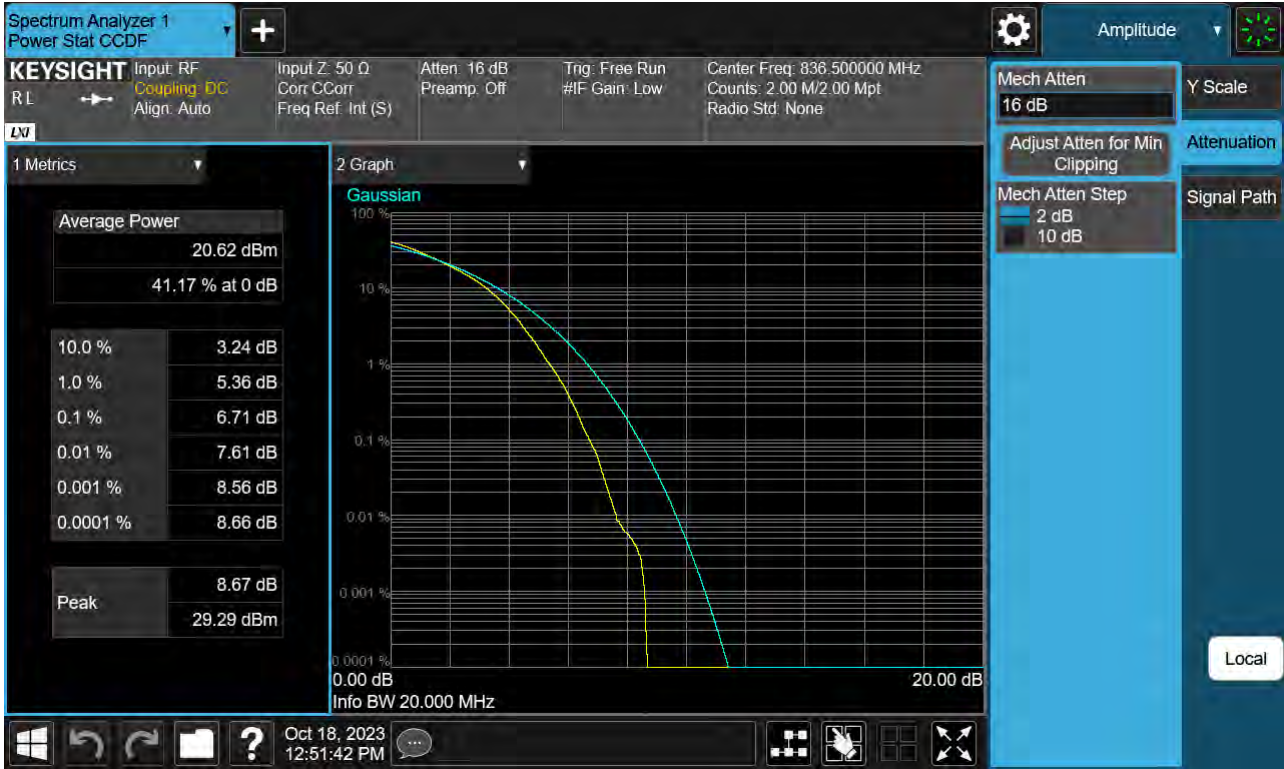 Spectrum Analyzer 1
Power Stat CCDF
Amplitude
KEYSIGHT
R L
LXI
Input: RF
Coupling: DC
Align: Auto
Input Z: 50 Ω
Corr CCorr
Freq Ref: Int (S)
Atten: 16 dB
Preamp: Off
Trig: Free Run
#IF Gain: Low
Center Freq: 836.500000 MHz
Counts: 2.00 M/2.00 Mpt
Radio Std: None
1 Metrics
Average Power
20.62 dBm
41.17 % at 0 dB
10.0 % 3.24 dB
1.0 % 5.36 dB
0.1 % 6.71 dB
0.01 % 7.61 dB
0.001 % 8.56 dB
0.0001 % 8.66 dB
Peak
8.67 dB
29.29 dBm
2 Graph
Gaussian
100 %
10 %
1 %
0.1 %
0.01 %
0.001 %
0.0001 %
0.00 dB 20.00 dB
Info BW 20.000 MHz
Mech Atten
16 dB
Adjust Atten for Min
Clipping
Mech Atten Step
2 dB
10 dB
Y Scale
Attenuation
Signal Path
Local
?
Oct 18, 2023
12:51:42 PM